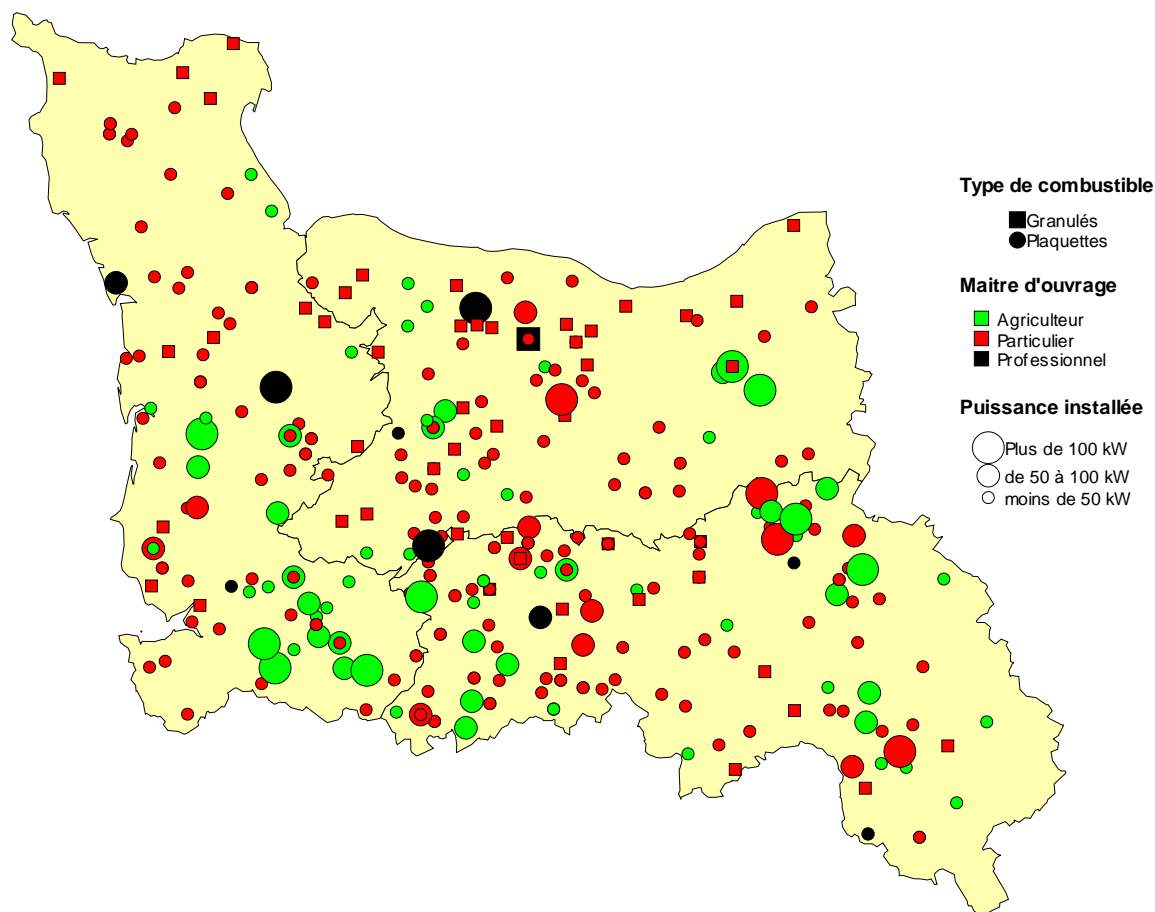 Type de combustible
Granulés
Plaquettes
Maitre d'ouvrage
Agriculteur
Particulier
Professionnel
Puissance installée
Plus de 100 kW
de 50 à 100 kW
moins de 50 kW